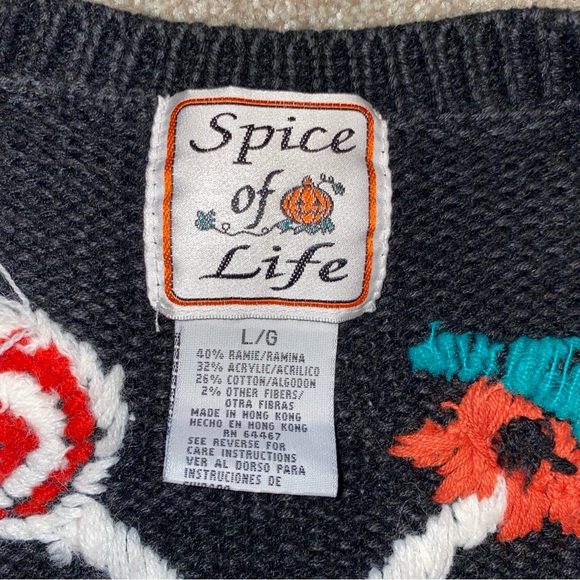 Spice
of
Life
L/G
40% RAMIE/RAMINA
32% ACRYLIC/ACRILICO
26% COTTON/ALGODON
2% OTHER FIBERS/
OTRA FIBRAS
MADE IN HONG KONG
HECHO EN HONG KONG
RN 64467
SEE REVERSE FOR
CARE INSTRUCTIONS
VER AL DORSO PARA
INSTRUCIONES DE